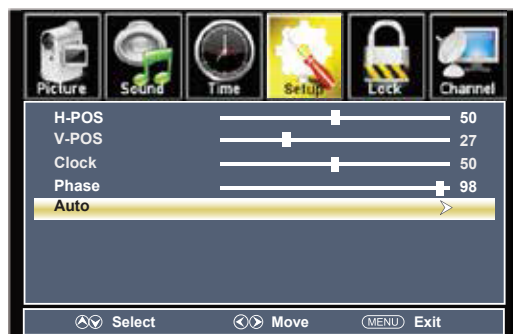 Picture Sound Time Setup Lock Channel
H-POS 50
V-POS 27
Clock 50
Phase 98
Auto
Select Move MENU Exit